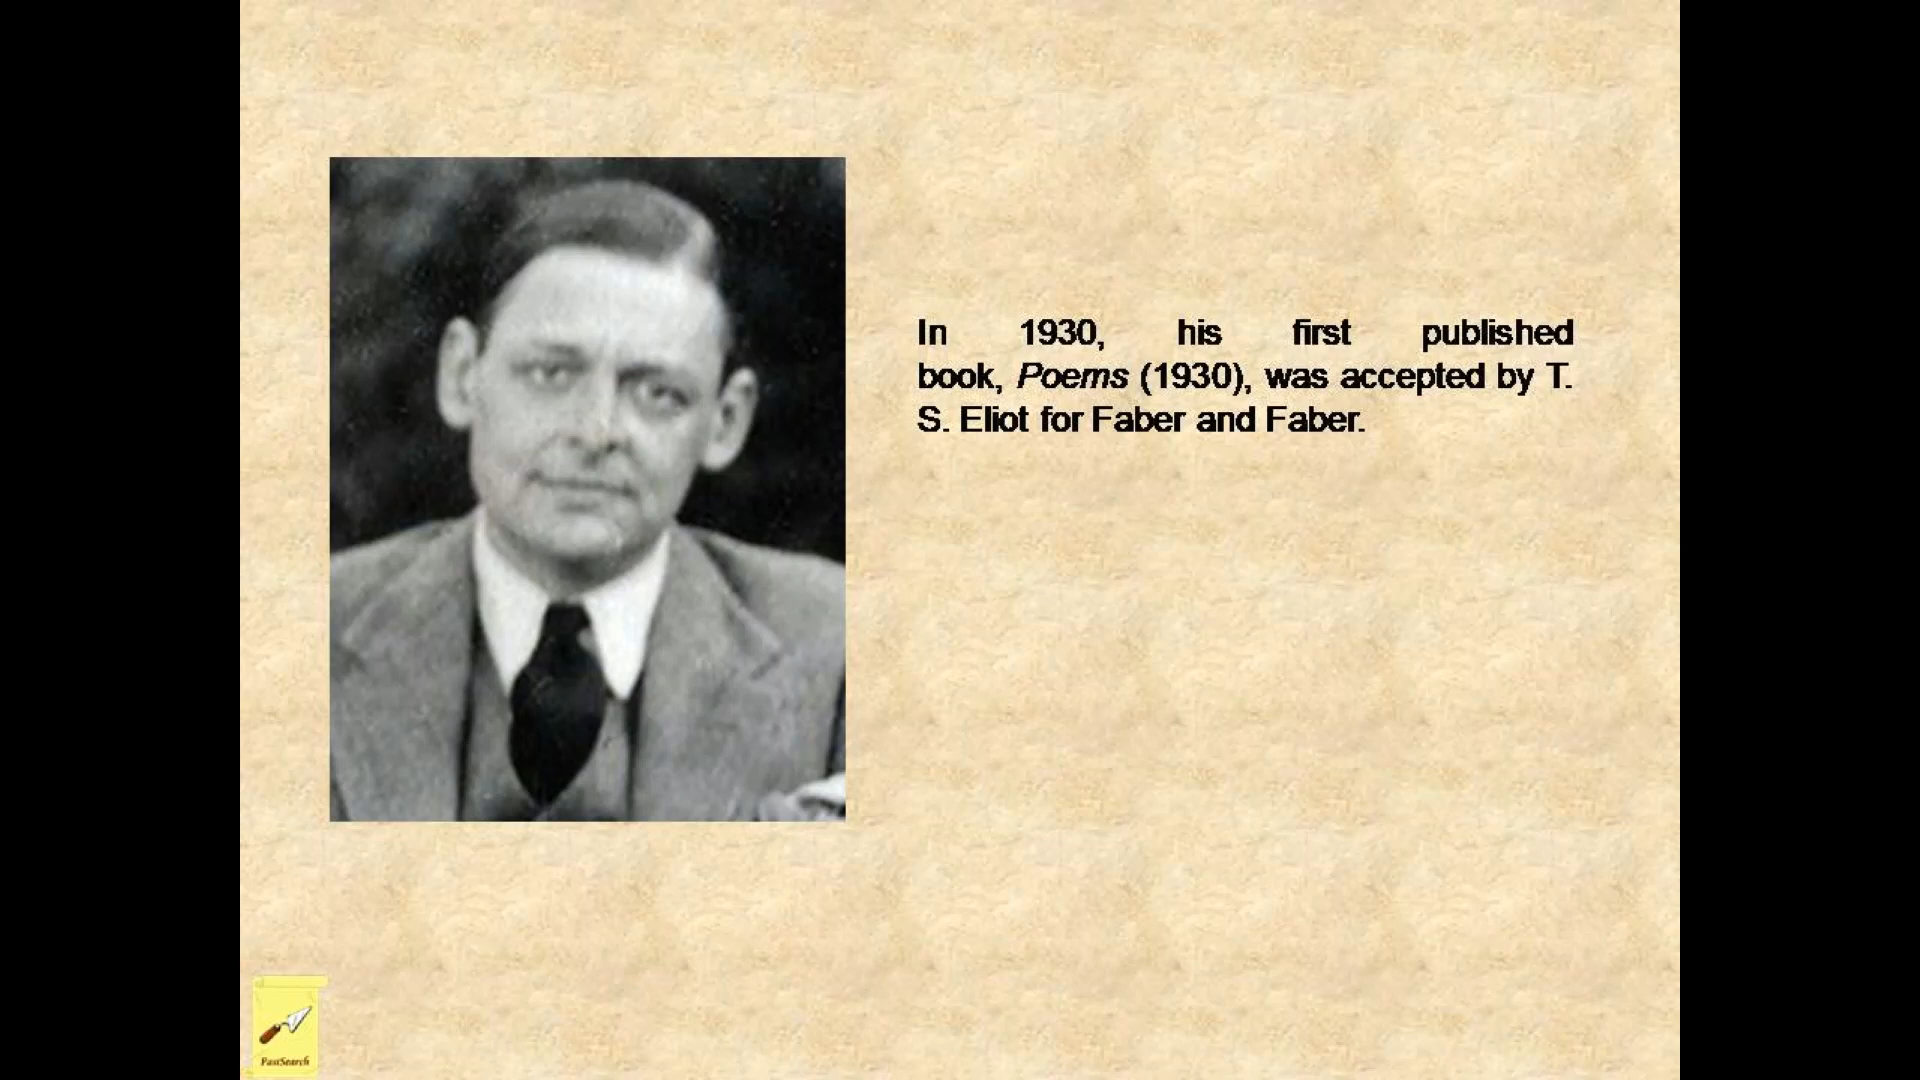 In 1930, his first published
book, Poems (1930), was accepted by T.
S. Eliot for Faber and Faber.
PastSearch